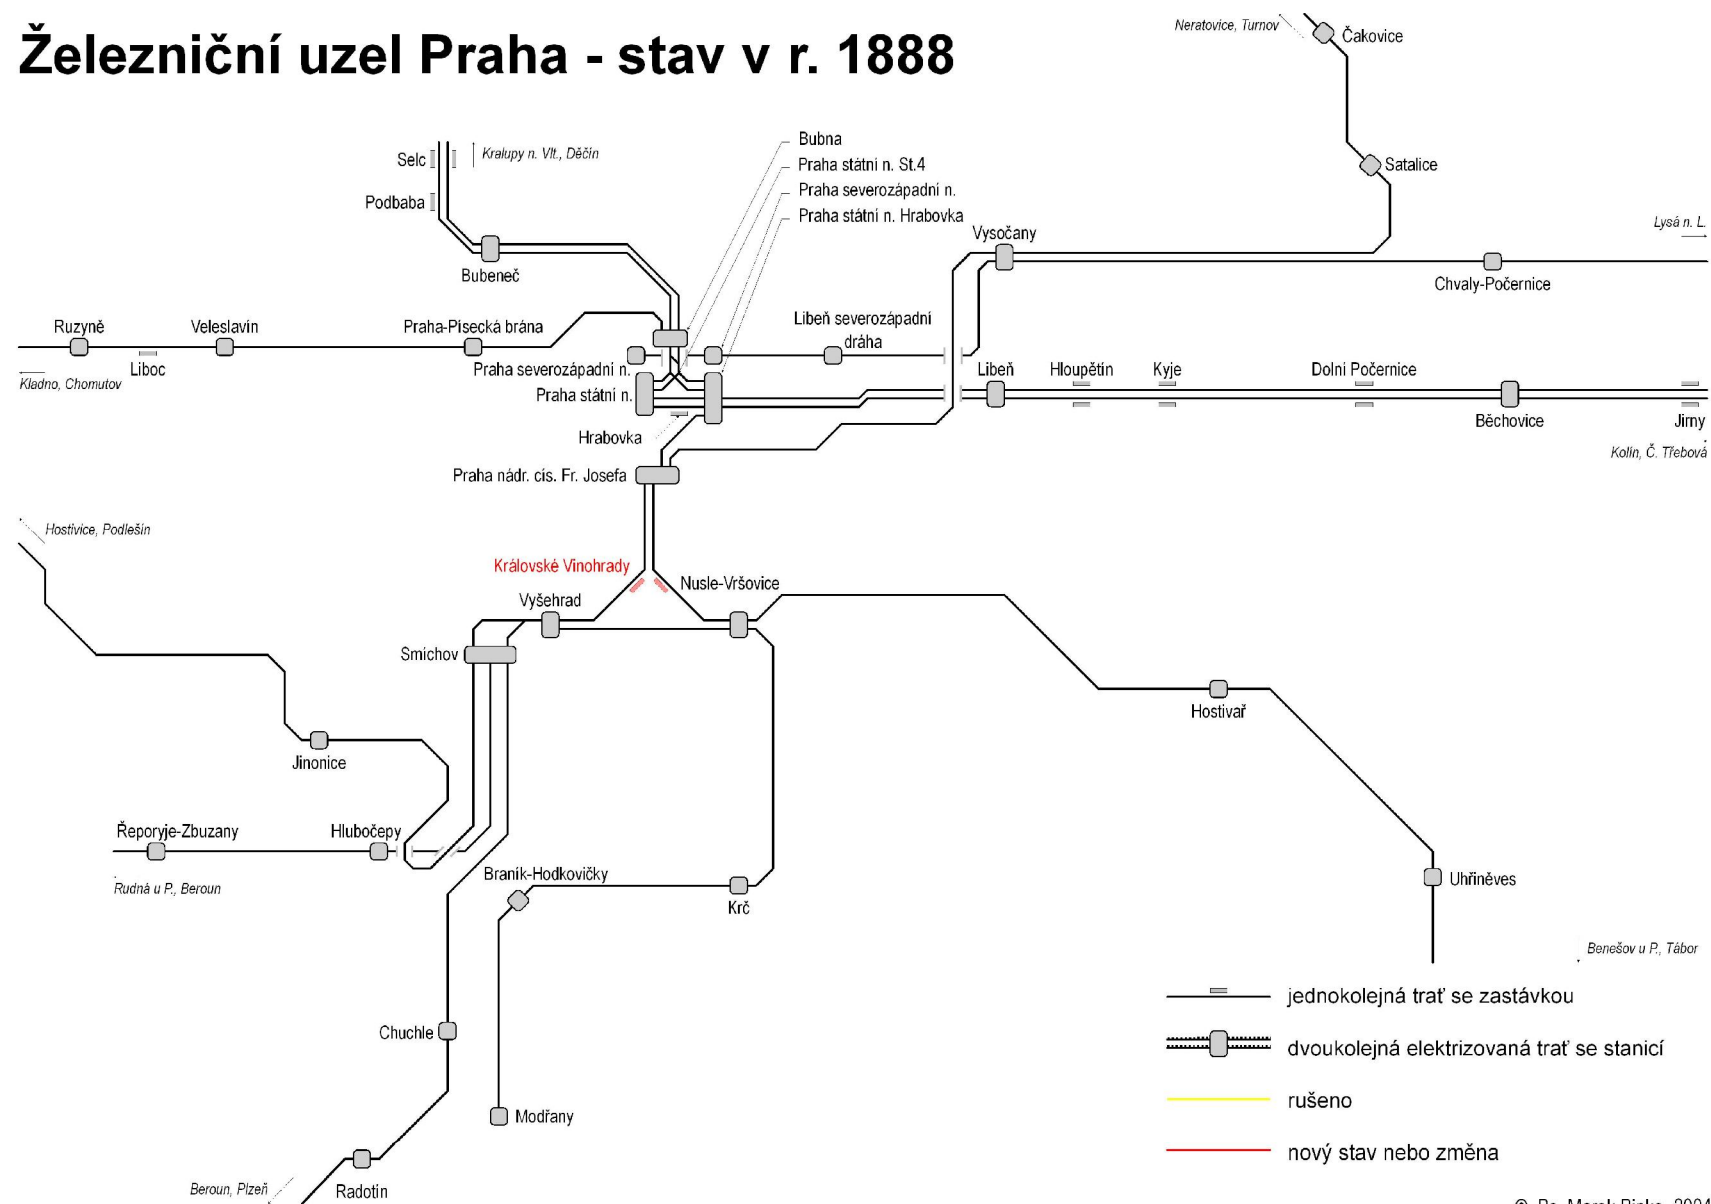 Železniční uzel Praha - stav v r. 1888
Neratovice, Turnov
Čakovice
Selc
Kralupy n. Vlt., Děčín
Podbaba
Bubna
Praha státní n. St.4
Praha severozápadní n.
Praha státní n. Hrabovka
Satalice
Lysá n. L.
Vysočany
Bubeneč
Chvaly-Počernice
Ruzyně
Veleslavín
Praha-Písecká brána
Libeň severozápadní
dráha
Liboc
Kladno, Chomutov
Praha severozápadní n.
Praha státní n.
Libeň
Hloupětín
Kyje
Dolní Počernice
Běchovice
Jirny
Kolín, Č. Třebová
Hrabovka
Praha nádr. cís. Fr. Josefa
Hostivice, Podlešín
Královské Vinohrady
Nusle-Vršovice
Vyšehrad
Smíchov
Hostivař
Jinonice
Řeporyje-Zbuzany
Hlubočepy
Rudná u P., Beroun
Braník-Hodkovičky
Krč
Uhřiněves
Benešov u P., Tábor
Chuchle
Modřany
Beroun, Plzeň
Radotín
jednokolejná trať se zastávkou
dvoukolejná elektrizovaná trať se stanicí
rušeno
nový stav nebo změna